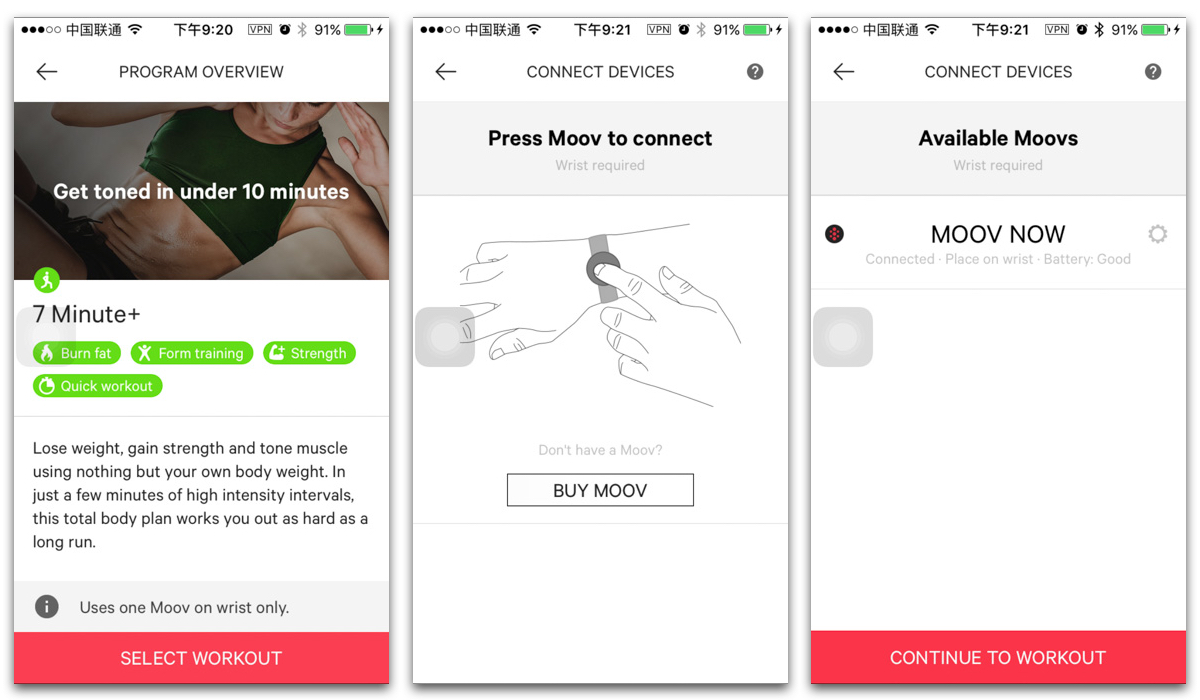 中国联通 下午9:20 VPN 91%
PROGRAM OVERVIEW
Get toned in under 10 minutes
7 Minute+
Burn fat Form training Strength
Quick workout
Lose weight, gain strength and tone muscle
using nothing but your own body weight. In
just a few minutes of high intensity intervals,
this total body plan works you out as hard as a
long run.
Uses one Moov on wrist only.
SELECT WORKOUT
中国联通 下午9:21 VPN 91%
CONNECT DEVICES
Press Moov to connect
Wrist required
Don't have a Moov?
BUY MOOV
中国联通 下午9:21 VPN 91%
CONNECT DEVICES
Available Moovs
Wrist required
MOOV NOW
Connected · Place on wrist · Battery: Good
CONTINUE TO WORKOUT